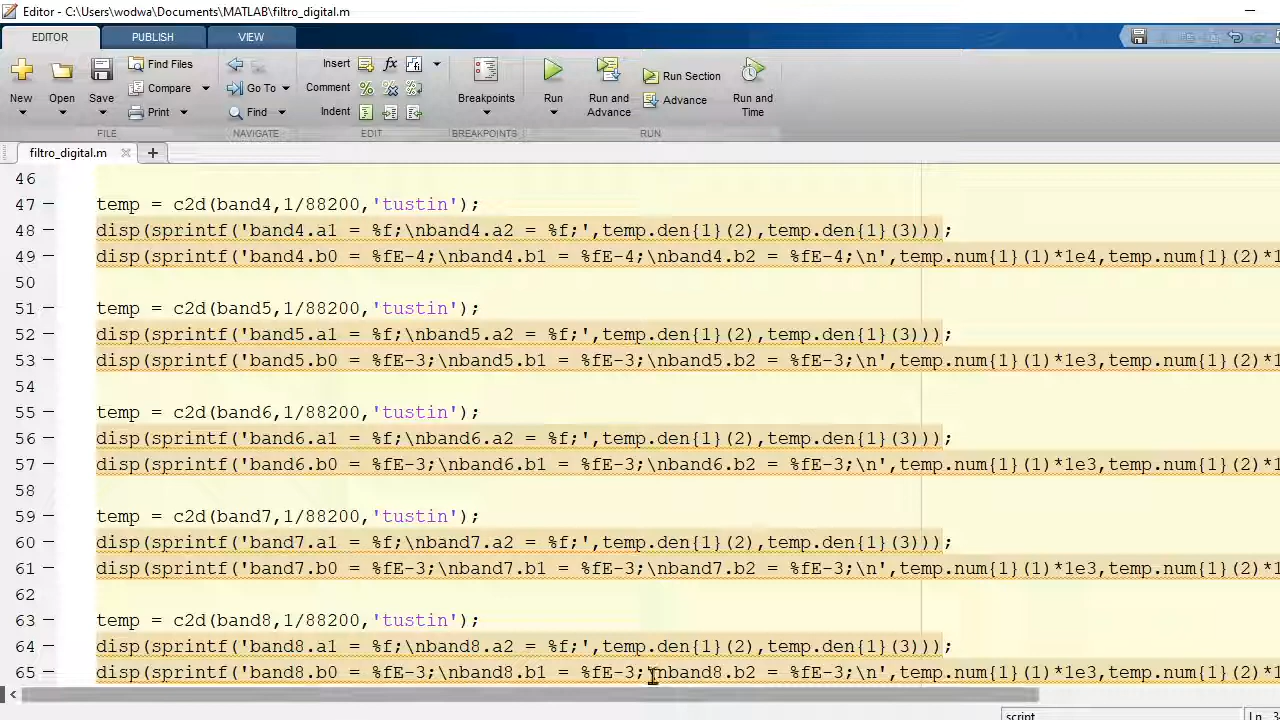 Editor - C:\Users\wodwa\Documents\MATLAB\filtro_digital.m
EDITOR PUBLISH VIEW
New Open Save Find Files Compare Print
Go To Find
Insert fx
Comment %
Indent
Breakpoints
Run Run and Advance Run Section Advance Run and Time
FILE NAVIGATE EDIT BREAKPOINTS RUN
filtro_digital.m
46
47 temp = c2d(band4,1/88200,'tustin');
48 disp(sprintf('band4.a1 = %f;\nband4.a2 = %f;',temp.den{1}(2),temp.den{1}(3)));
49 disp(sprintf('band4.b0 = %fE-4;\nband4.b1 = %fE-4;\nband4.b2 = %fE-4;\n',temp.num{1}(1)*1e4,temp.num{1}(2)*1
50
51 temp = c2d(band5,1/88200,'tustin');
52 disp(sprintf('band5.a1 = %f;\nband5.a2 = %f;',temp.den{1}(2),temp.den{1}(3)));
53 disp(sprintf('band5.b0 = %fE-3;\nband5.b1 = %fE-3;\nband5.b2 = %fE-3;\n',temp.num{1}(1)*1e3,temp.num{1}(2)*1
54
55 temp = c2d(band6,1/88200,'tustin');
56 disp(sprintf('band6.a1 = %f;\nband6.a2 = %f;',temp.den{1}(2),temp.den{1}(3)));
57 disp(sprintf('band6.b0 = %fE-3;\nband6.b1 = %fE-3;\nband6.b2 = %fE-3;\n',temp.num{1}(1)*1e3,temp.num{1}(2)*1
58
59 temp = c2d(band7,1/88200,'tustin');
60 disp(sprintf('band7.a1 = %f;\nband7.a2 = %f;',temp.den{1}(2),temp.den{1}(3)));
61 disp(sprintf('band7.b0 = %fE-3;\nband7.b1 = %fE-3;\nband7.b2 = %fE-3;\n',temp.num{1}(1)*1e3,temp.num{1}(2)*1
62
63 temp = c2d(band8,1/88200,'tustin');
64 disp(sprintf('band8.a1 = %f;\nband8.a2 = %f;',temp.den{1}(2),temp.den{1}(3)));
65 disp(sprintf('band8.b0 = %fE-3;\nband8.b1 = %fE-3;\nband8.b2 = %fE-3;\n',temp.num{1}(1)*1e3,temp.num{1}(2)*1
script Ln 3